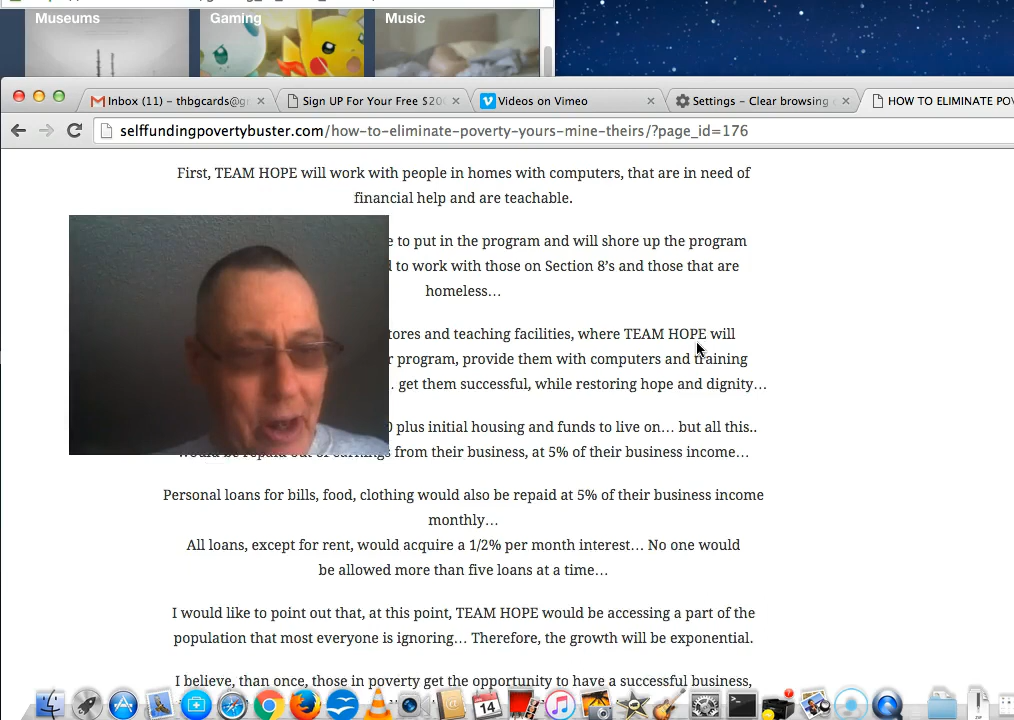 Museums
Gaming
Music
Inbox (11) – thbgcards@g
Sign UP For Your Free $20
Videos on Vimeo
Settings – Clear browsing
HOW TO ELIMINATE POV
selffundingpovertybuster.com/how-to-eliminate-poverty-yours-mine-theirs/?page_id=176
First, TEAM HOPE will work with people in homes with computers, that are in need of
financial help and are teachable.
e to put in the program and will shore up the program
to work with those on Section 8's and those that are
homeless…
tores and teaching facilities, where TEAM HOPE will
r program, provide them with computers and training
. get them successful, while restoring hope and dignity…
plus initial housing and funds to live on… but all this..
would be repaid out of earnings from their business, at 5% of their business income…
Personal loans for bills, food, clothing would also be repaid at 5% of their business income
monthly…
All loans, except for rent, would acquire a 1/2% per month interest… No one would
be allowed more than five loans at a time…
I would like to point out that, at this point, TEAM HOPE would be accessing a part of the
population that most everyone is ignoring… Therefore, the growth will be exponential.
I believe, than once, those in poverty get the opportunity to have a successful business,
14